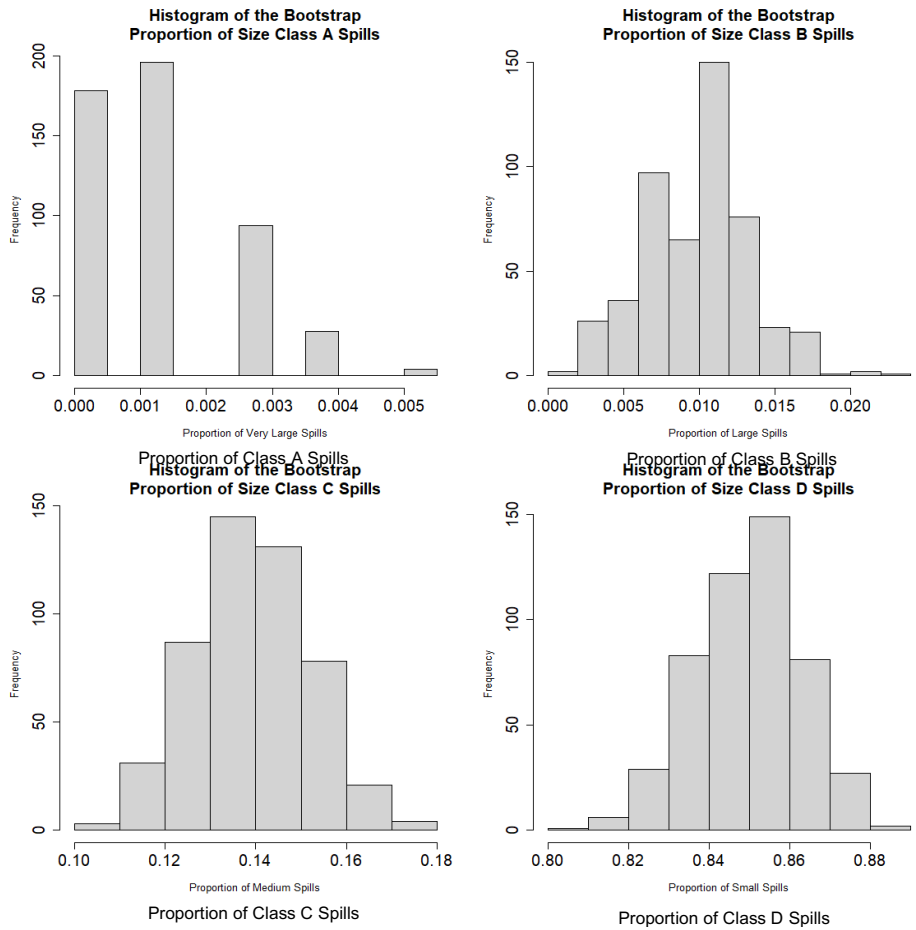 Histogram of the Bootstrap
Proportion of Size Class A Spills
200
150
100
50
0
Frequency
0.000 0.001 0.002 0.003 0.004 0.005
Proportion of Very Large Spills
Proportion of Class A Spills
Histogram of the Bootstrap
Proportion of Size Class B Spills
150
100
50
0
Frequency
0.000 0.005 0.010 0.015 0.020
Proportion of Large Spills
Proportion of Class B Spills
Histogram of the Bootstrap
Proportion of Size Class C Spills
150
100
50
0
Frequency
0.10 0.12 0.14 0.16 0.18
Proportion of Medium Spills
Proportion of Class C Spills
Histogram of the Bootstrap
Proportion of Size Class D Spills
150
100
50
0
Frequency
0.80 0.82 0.84 0.86 0.88
Proportion of Small Spills
Proportion of Class D Spills